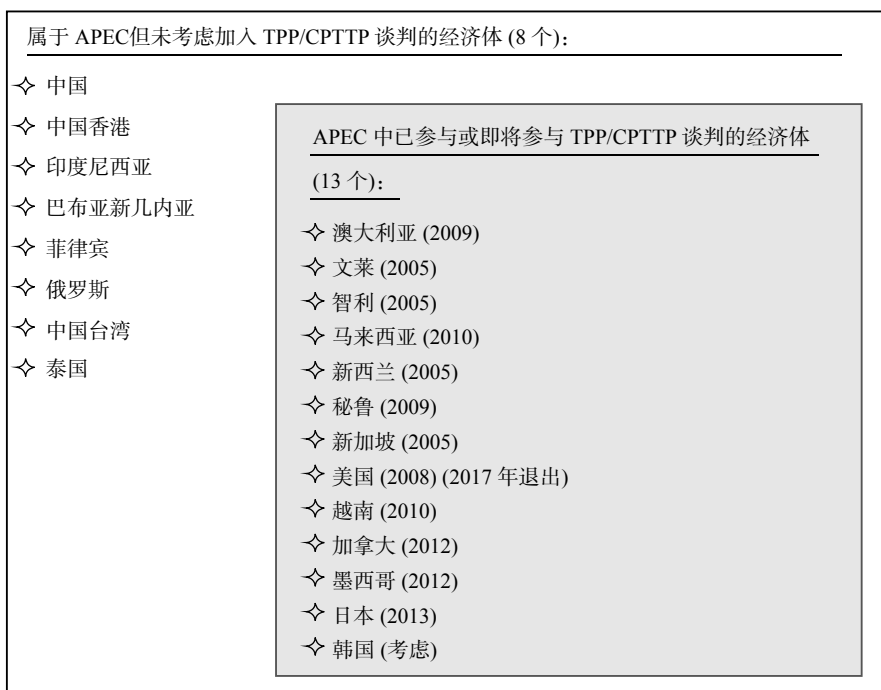 属于 APEC但未考虑加入 TPP/CPTTP 谈判的经济体 (8 个)：
中国
中国香港
印度尼西亚
巴布亚新几内亚
菲律宾
俄罗斯
中国台湾
泰国
APEC 中已参与或即将参与 TPP/CPTTP 谈判的经济体
(13 个)：
澳大利亚 (2009)
文莱 (2005)
智利 (2005)
马来西亚 (2010)
新西兰 (2005)
秘鲁 (2009)
新加坡 (2005)
美国 (2008) (2017 年退出)
越南 (2010)
加拿大 (2012)
墨西哥 (2012)
日本 (2013)
韩国 (考虑)